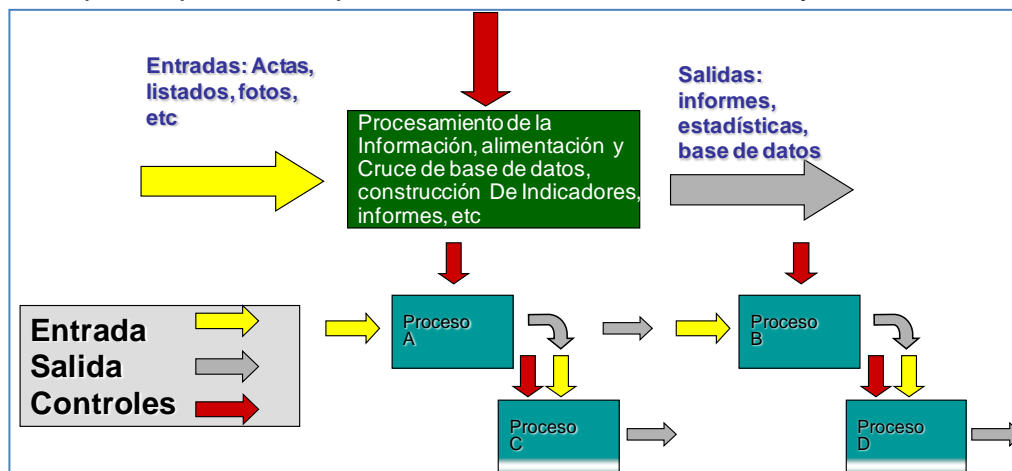 Entradas: Actas,
listados, fotos,
etc
Salidas:
informes,
estadísticas,
base de datos
Procesamiento de la
Información, alimentación y
Cruce de base de datos,
construcción De Indicadores,
informes, etc
Entrada
Salida
Controles
Proceso
A
Proceso
B
Proceso
C
Proceso
D